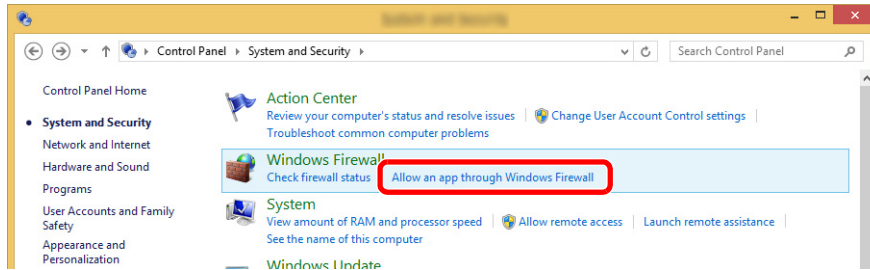 System and Security
Control Panel System and Security Search Control Panel
Control Panel Home
System and Security
Network and Internet
Hardware and Sound
Programs
User Accounts and Family
Safety
Appearance and
Personalization
Action Center
Review your computer's status and resolve issues Change User Account Control settings
Troubleshoot common computer problems
Windows Firewall
Check firewall status Allow an app through Windows Firewall
System
View amount of RAM and processor speed Allow remote access Launch remote assistance
See the name of this computer
Windows Update